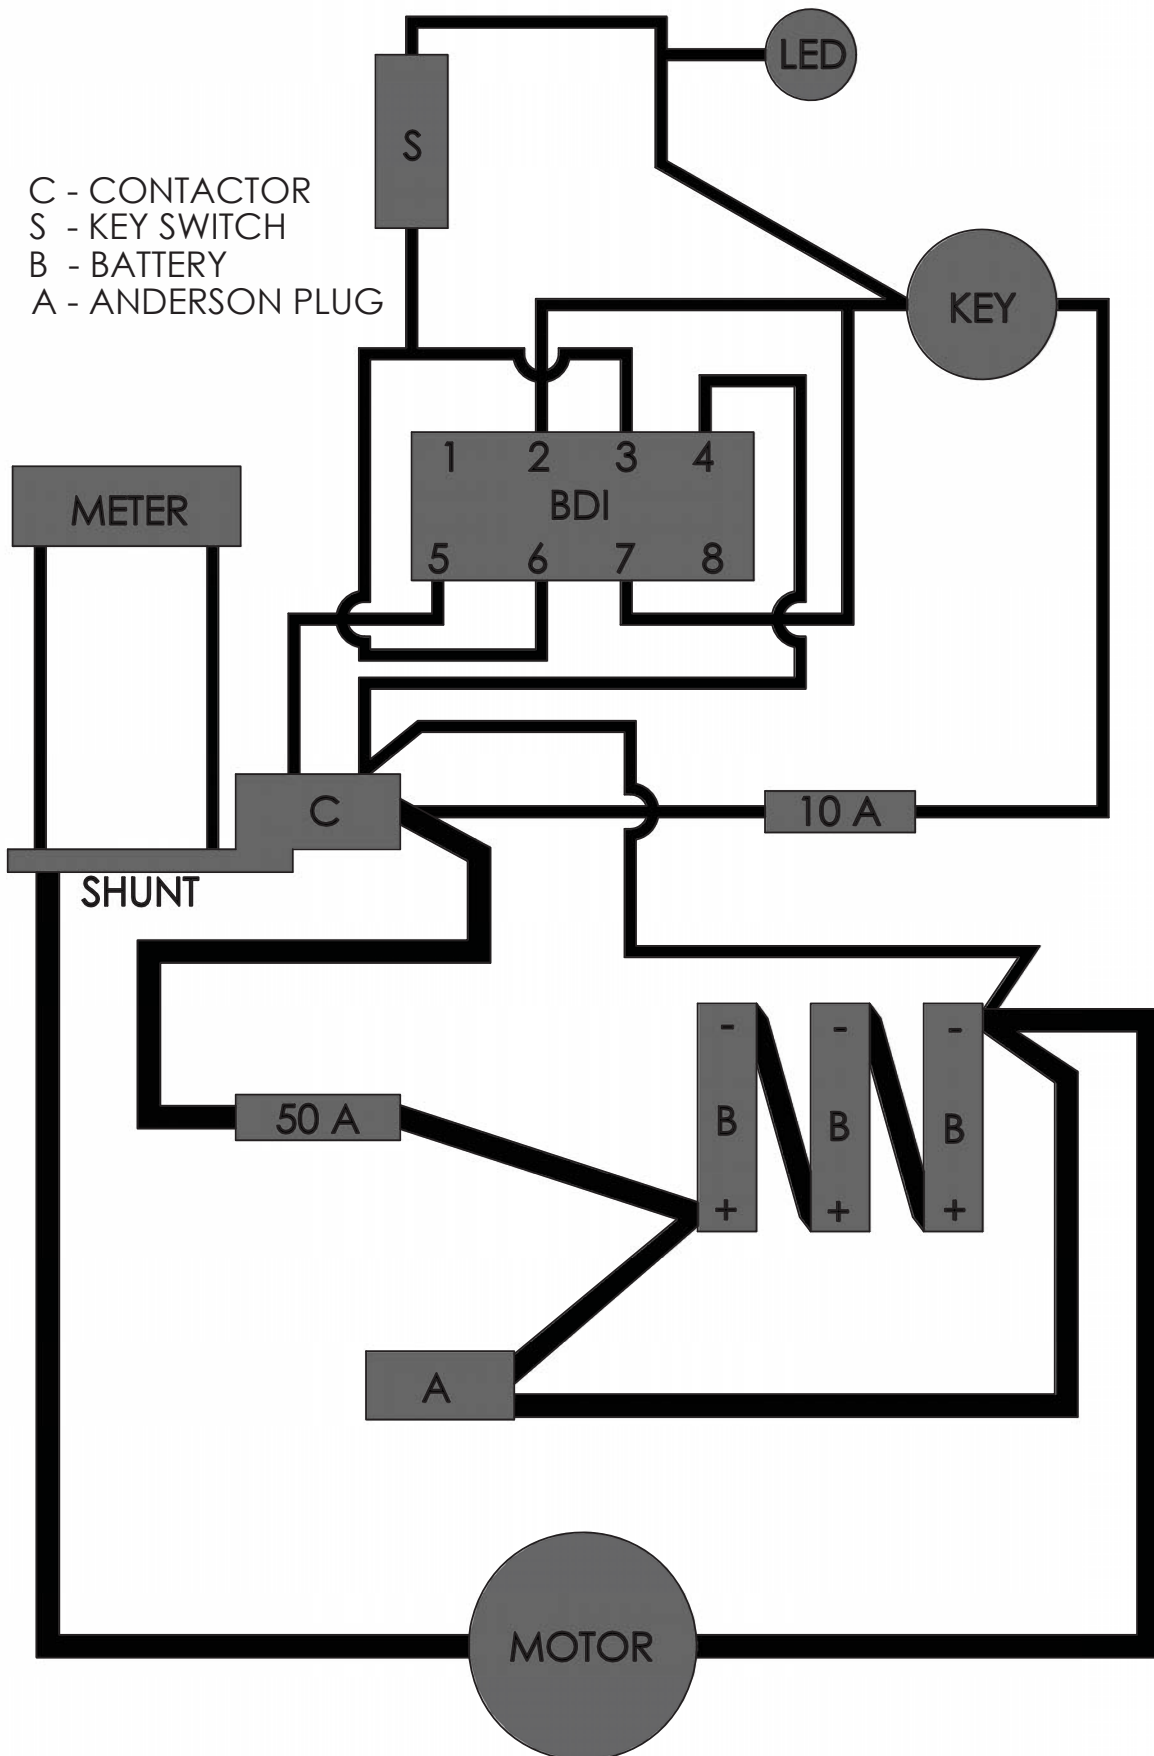 LED
S
C - CONTACTOR
S - KEY SWITCH
B - BATTERY
A - ANDERSON PLUG
KEY
1 2 3 4
BDI
5 6 7 8
METER
C
10 A
SHUNT
- - -
50 A
B B B
+ + +
A
MOTOR